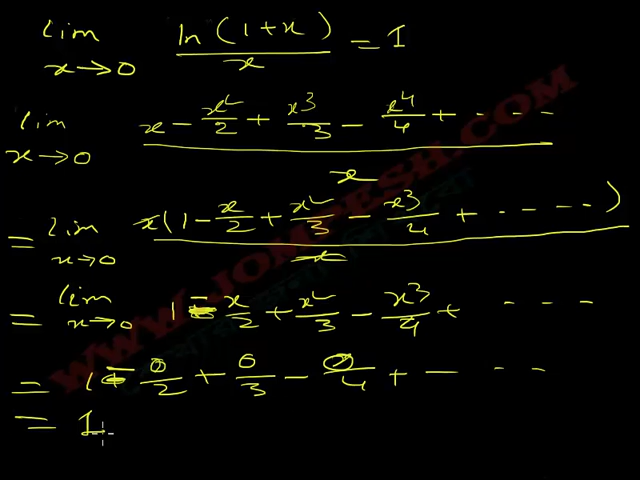 lim x→0 ln(1+x)/x = 1
lim x→0 (x - x²/2 + x³/3 - x⁴/4 + ....)/x
= lim x→0 x(1 - x/2 + x²/3 - x³/4 + .....)/x
= lim x→0 1 - x/2 + x²/3 - x³/4 + ...
= 1 - 0/2 + 0/3 - 0/4 + - - -
= 1
WWW.JOMPESH.COM